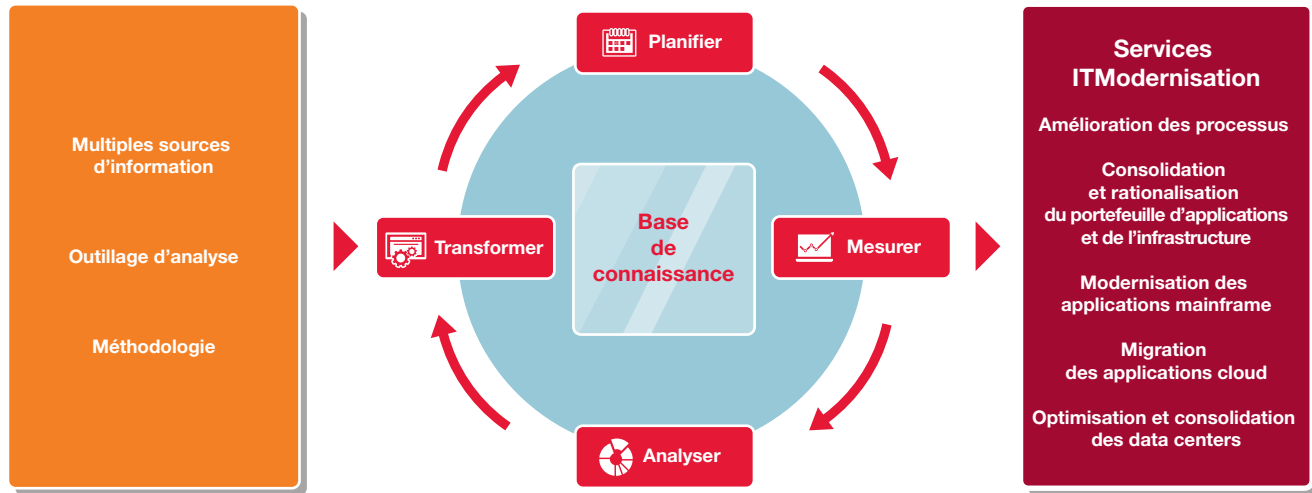 Multiples sources
d’information
Outillage d’analyse
Méthodologie
Planifier
Transformer
Base
de
connaissance
Mesurer
Analyser
Services
ITModernisation
Amélioration des processus
Consolidation
et rationalisation
du portefeuille d’applications
et de l’infrastructure
Modernisation des
applications mainframe
Migration
des applications cloud
Optimisation et consolidation
des data centers